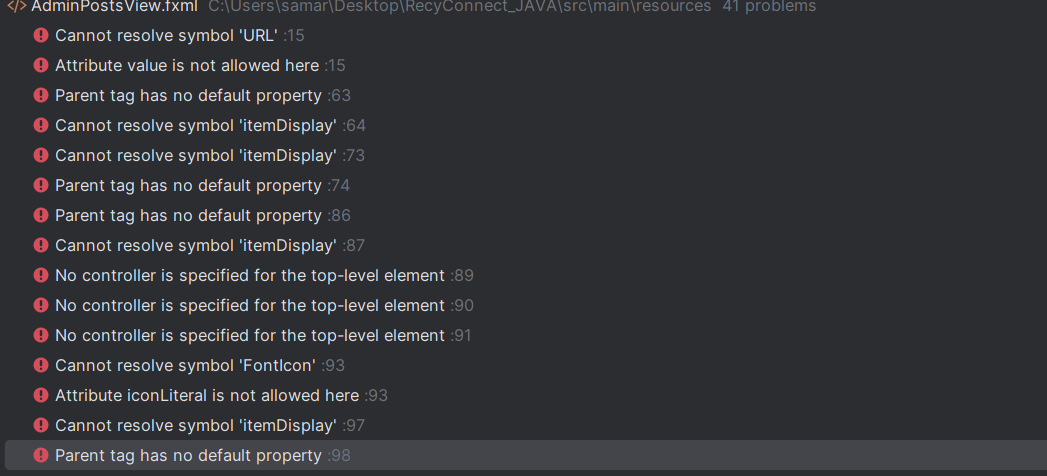 </> AdminPostsView.fxml C:\Users\samar\Desktop\RecyConnect_JAVA\src\main\resources 41 problems
Cannot resolve symbol 'URL' :15
Attribute value is not allowed here :15
Parent tag has no default property :63
Cannot resolve symbol 'itemDisplay' :64
Cannot resolve symbol 'itemDisplay' :73
Parent tag has no default property :74
Parent tag has no default property :86
Cannot resolve symbol 'itemDisplay' :87
No controller is specified for the top-level element :89
No controller is specified for the top-level element :90
No controller is specified for the top-level element :91
Cannot resolve symbol 'FontIcon' :93
Attribute iconLiteral is not allowed here :93
Cannot resolve symbol 'itemDisplay' :97
Parent tag has no default property :98